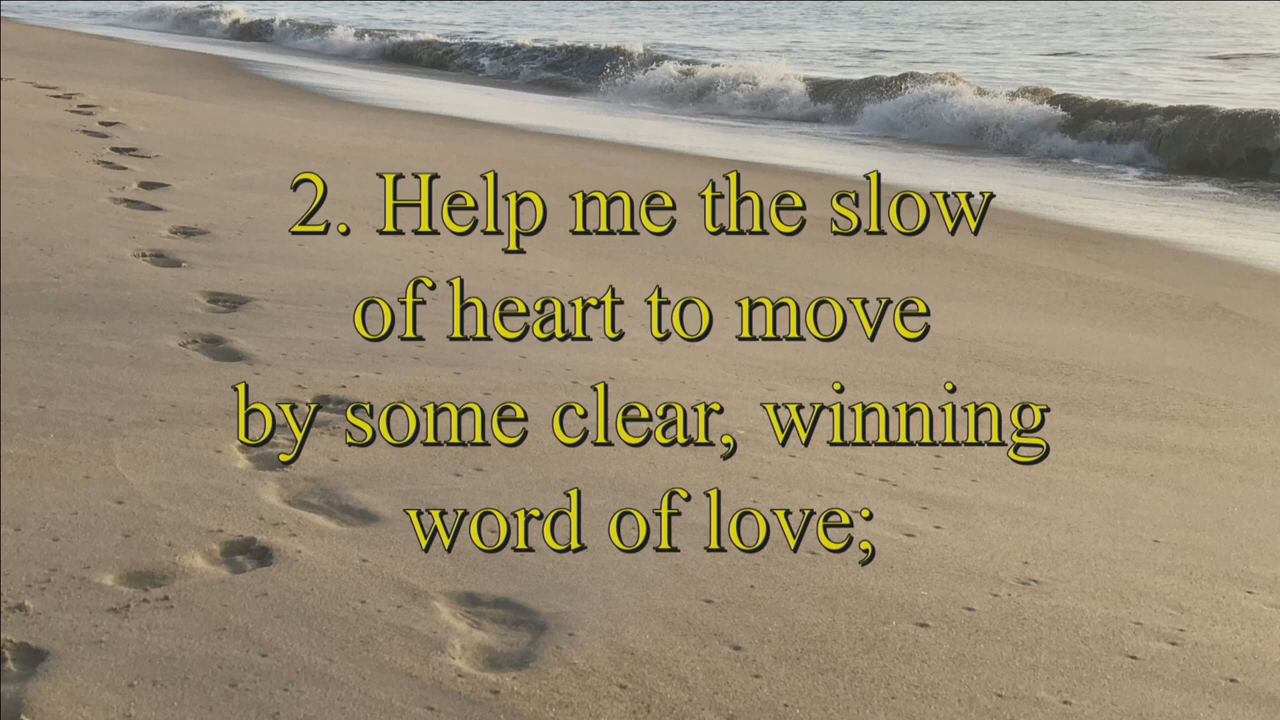 2. Help me the slow
of heart to move
by some clear, winning
word of love;